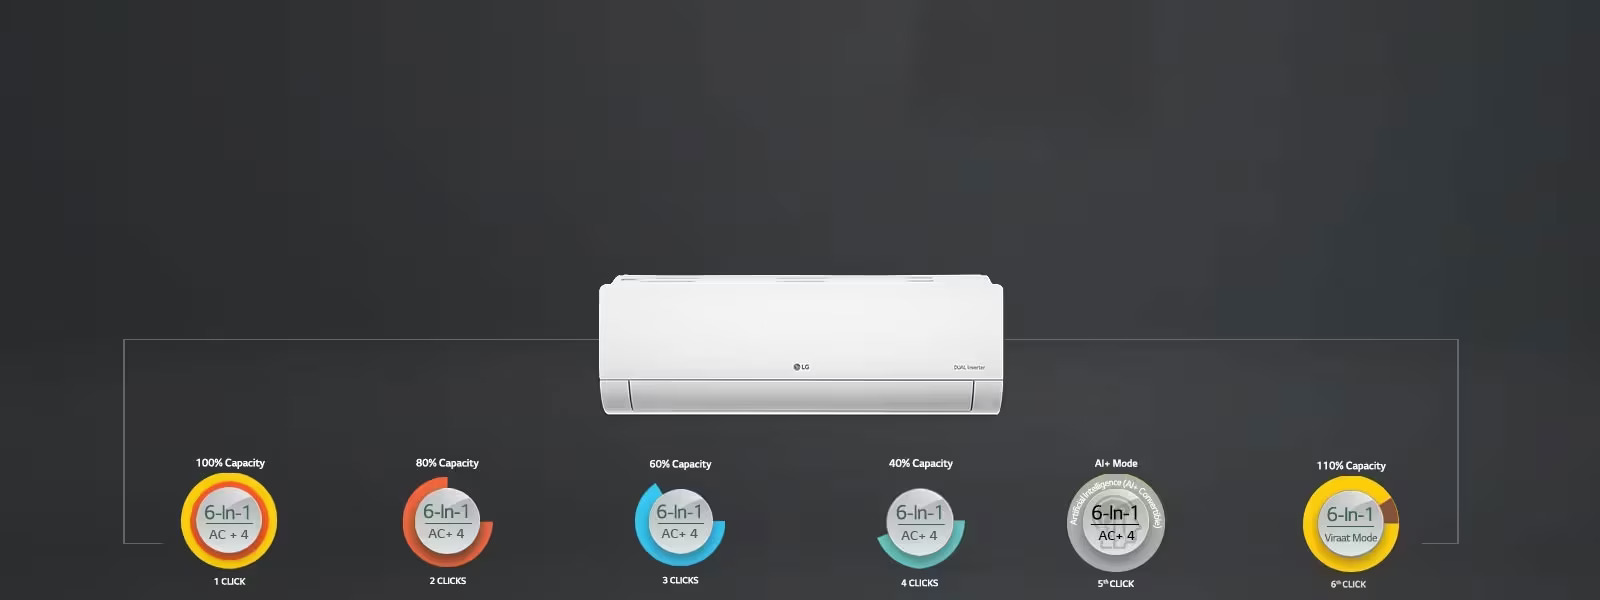 LG
DUAL Inverter
100% Capacity
6-In-1
AC + 4
1 CLICK
80% Capacity
6-In-1
AC+ 4
2 CLICKS
60% Capacity
6-In-1
AC+ 4
3 CLICKS
40% Capacity
6-In-1
AC+ 4
4 CLICKS
AI+ Mode
Artificial Intelligence (AI+ Convertible)
6-In-1
AC+ 4
5th CLICK
110% Capacity
6-In-1
Viraat Mode
6th CLICK